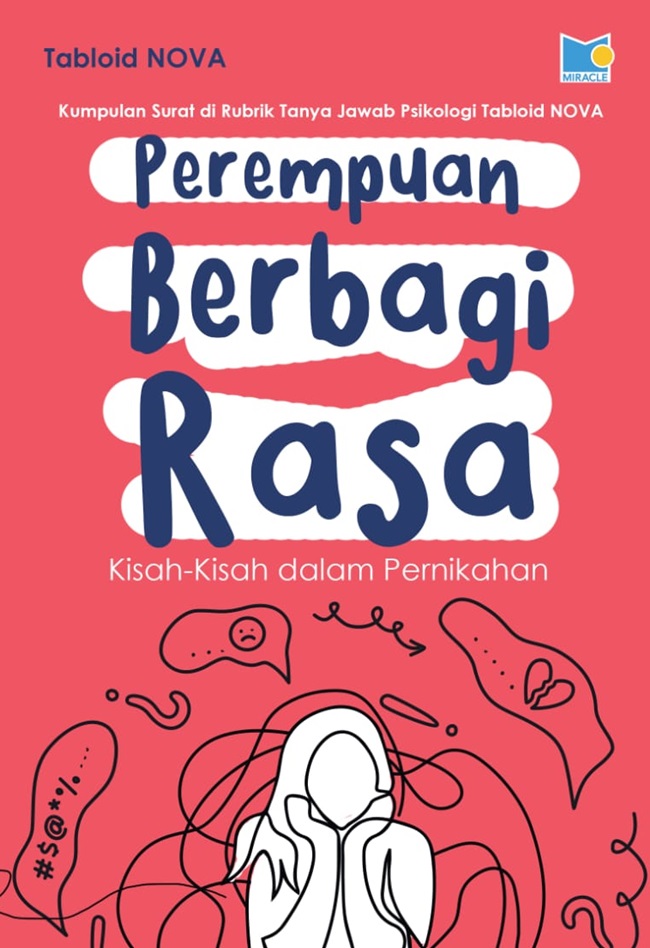 Tabloid NOVA
MIRACLE
Kumpulan Surat di Rubrik Tanya Jawab Psikologi Tabloid NOVA
Perempuan
Berbagi
Rasa
Kisah-Kisah dalam Pernikahan
....
.....
#$@*%...